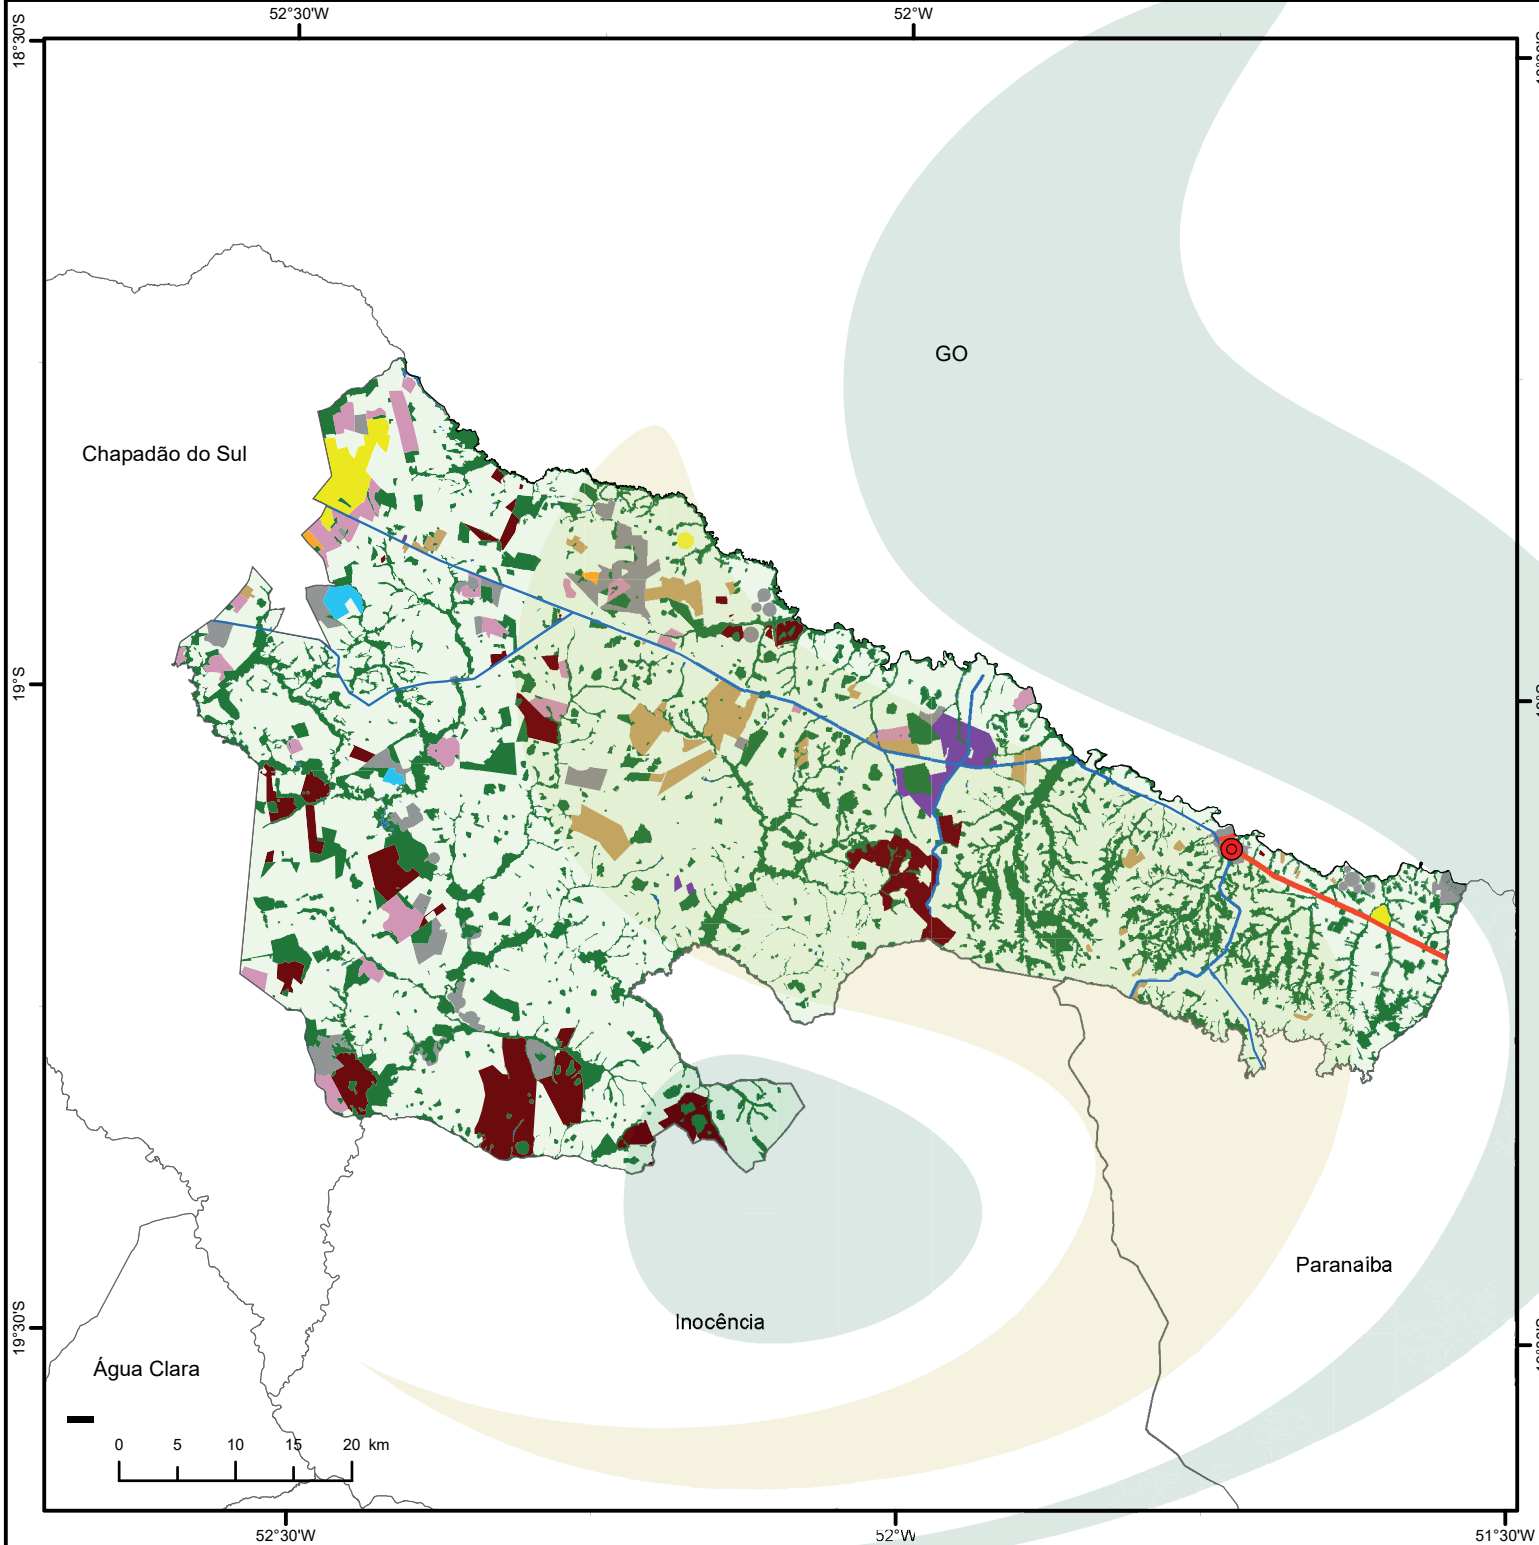 52°30'W 52°W
18°30'S
GO
Chapadão do Sul
19°S
Paranaíba
Inocência
19°30'S
Água Clara
0 5 10 15 20 km
52°30'W 52°W 51°30'W